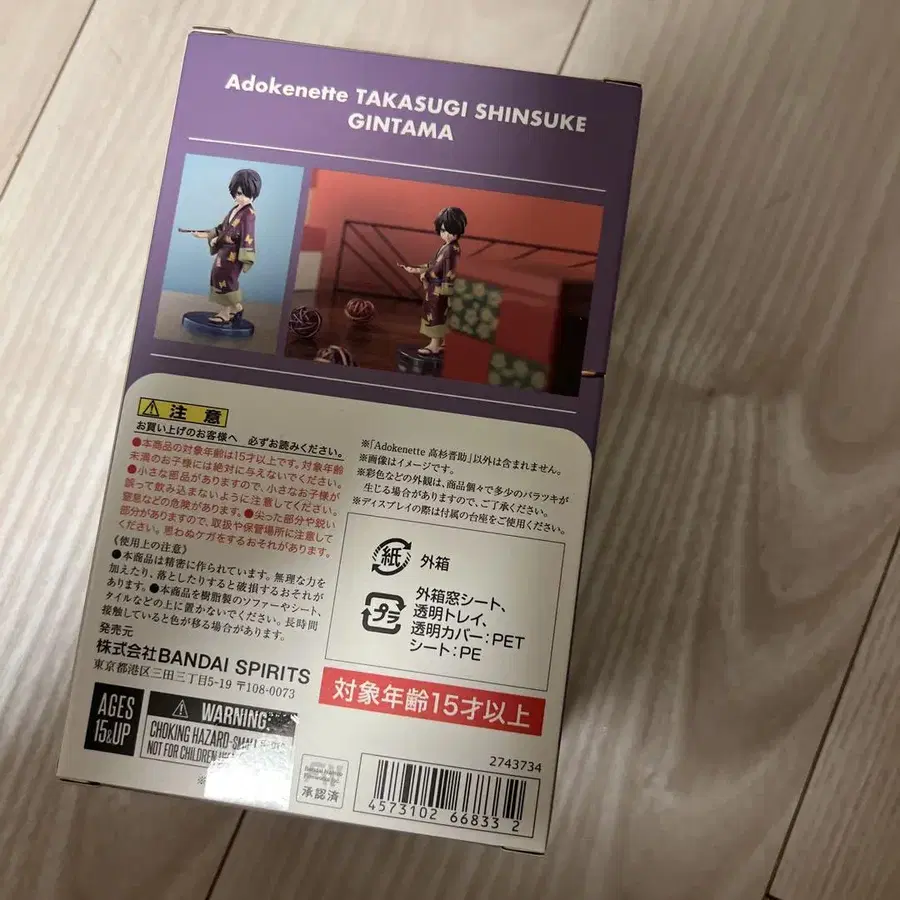 Adokenette TAKASUGI SHINSUKE
GINTAMA
注意
お買い上げのお客様へ 必ずお読みください。
●本商品の対象年齢は15才以上です。対象年齢
未満のお子様には絶対に与えないでください。
●小さな部品がありますので、小さなお子様が
誤って飲み込まないように注意してください。
窒息などの危険があります。●尖った部分や鋭い
部分がありますので、取扱や保管場所に注意して
ください。思わぬケガをするおそれがあります。
《使用上の注意》
●本商品は精密に作られています。無理な力を
加えたり、落としたりすると破損するおそれが
あります。●本商品を樹脂製のソファーやシート、
タイルなどの上に置かないでください。長時間
接触していると色が移る場合があります。
発売元
株式会社BANDAI SPIRITS
東京都港区三田三丁目5-19 〒108-0073
AGES
15&UP
WARNING:
CHOKING HAZARD-SMALL
NOT FOR CHILDREN
※「Adokenette 高杉晋助」以外は含まれません。
※画像はイメージです。
※彩色などの外観は、商品個々で多少のバラツキが
生じる場合がありますので、ご了承ください。
※ディスプレイの際は付属の台座をご使用ください。
紙
外箱
プラ
外箱窓シート、
透明トレイ、
透明カバー:PET
シート:PE
対象年齢15才以上
2743734
承認済
4573102 66833 2